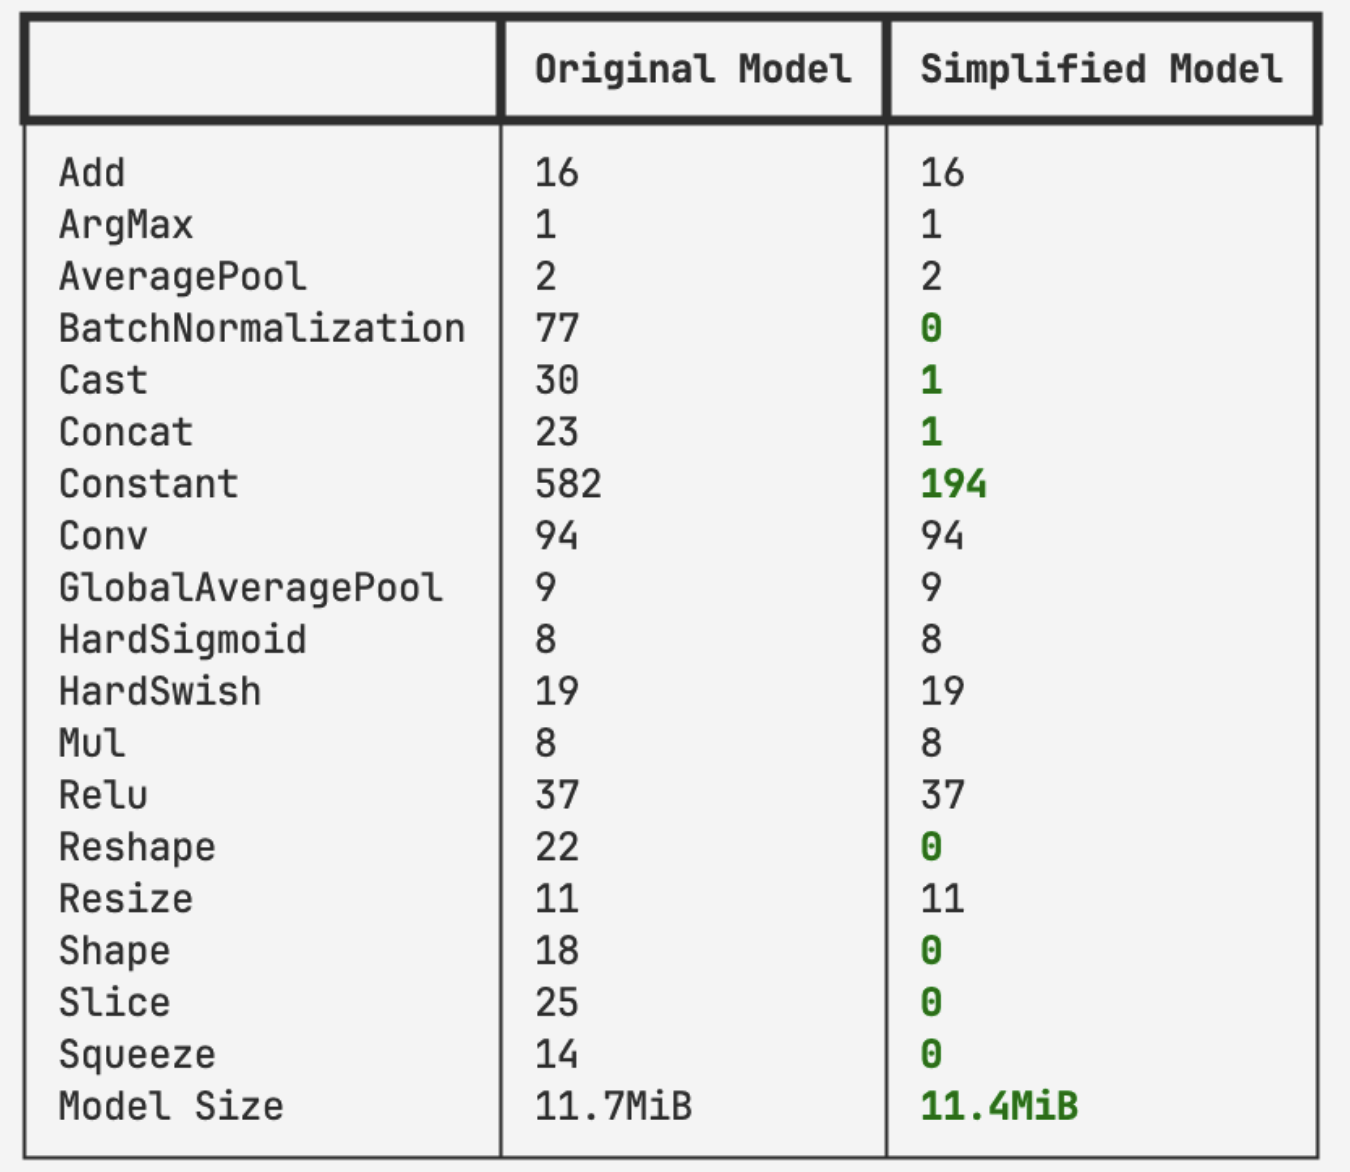 Original Model Simplified Model
Add 16 16
ArgMax 1 1
AveragePool 2 2
BatchNormalization 77 0
Cast 30 1
Concat 23 1
Constant 582 194
Conv 94 94
GlobalAveragePool 9 9
HardSigmoid 8 8
HardSwish 19 19
Mul 8 8
Relu 37 37
Reshape 22 0
Resize 11 11
Shape 18 0
Slice 25 0
Squeeze 14 0
Model Size 11.7MiB 11.4MiB